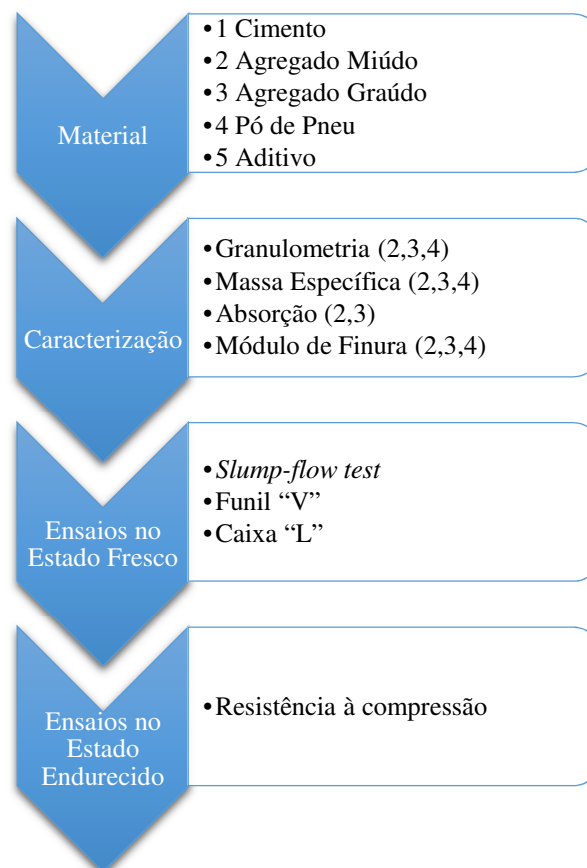 Material
•1 Cimento
•2 Agregado Miúdo
•3 Agregado Graúdo
•4 Pó de Pneu
•5 Aditivo
Caracterização
•Granulometria (2,3,4)
•Massa Específica (2,3,4)
•Absorção (2,3)
•Módulo de Finura (2,3,4)
Ensaios no
Estado Fresco
•Slump-flow test
•Funil “V”
•Caixa “L”
Ensaios no
Estado
Endurecido
•Resistência à compressão